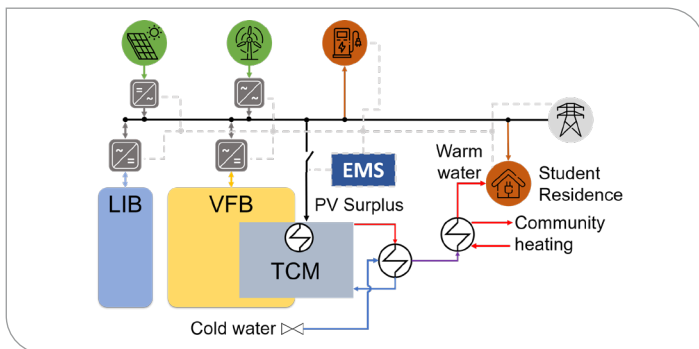 EMS
Warm
water
Student
Residence
LIB
VFB
PV Surplus
Community
heating
TCM
Cold water